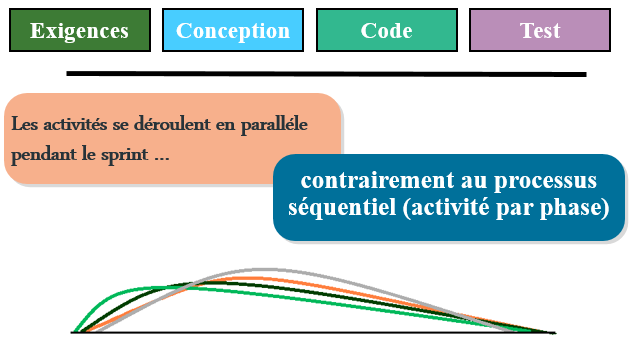 Exigences
Conception
Code
Test
Les activités se déroulent en paralléle
pendant le sprint ...
contrairement au processus
séquentiel (activité par phase)